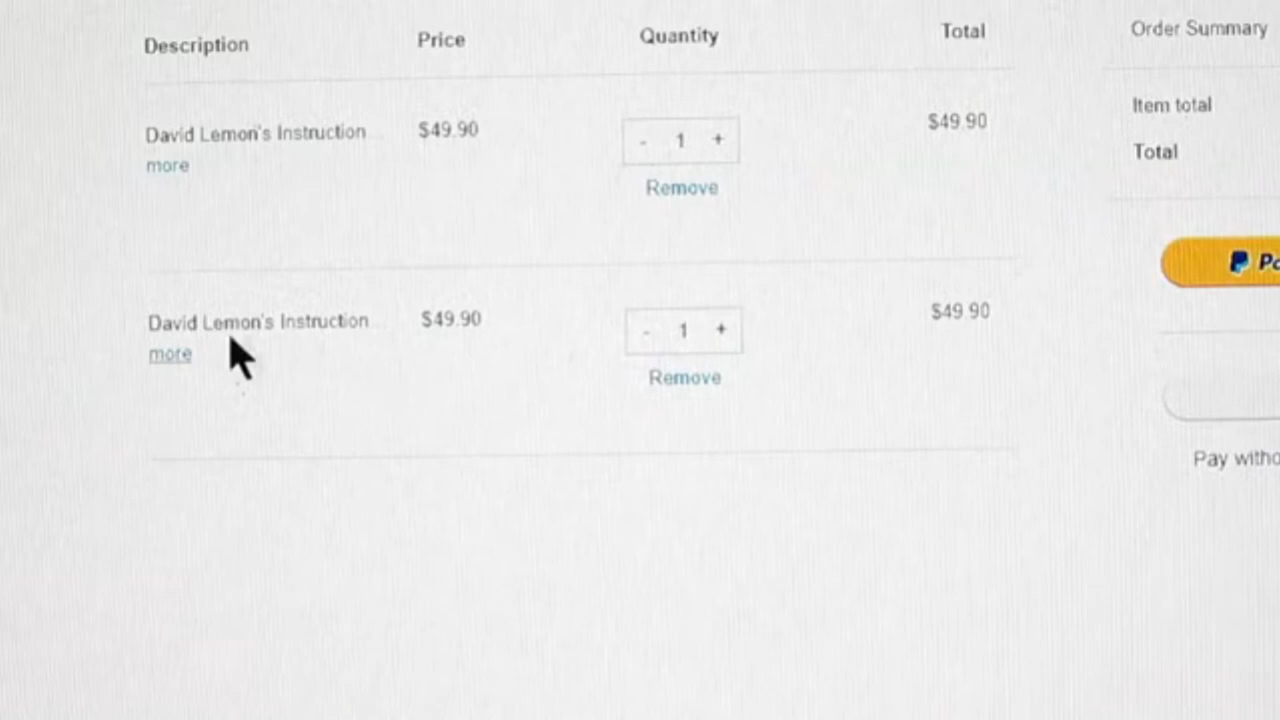 Description Price Quantity Total Order Summary
David Lemon's Instruction $49.90 - 1 + $49.90 Item total
more
Remove
Total
David Lemon's Instruction $49.90 - 1 + $49.90
more
Remove
Pay